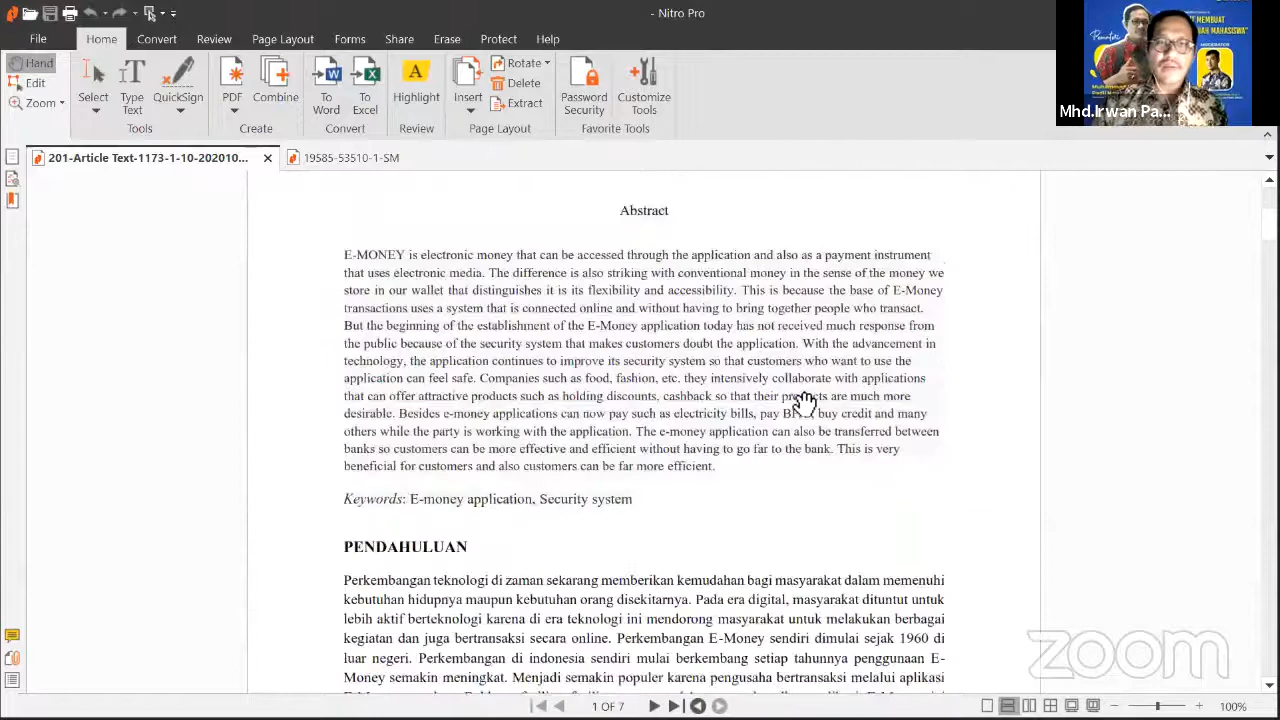 - Nitro Pro
File Home Convert Review Page Layout Forms Share Erase Protect Help
Hand
Edit
Zoom
Select
Type Text
QuickSign
Tools
PDF
Combine
Create
To Word
To Excel
Convert
Highlight
Review
Insert
Rotate
Delete
Extract
Page Layout
Password Security
Customize Tools
Favorite Tools
MEMBUAT
MAHASISWA"
MODERATOR
Mhd.Irwan Pa...
201-Article Text-1173-1-10-202010...
19585-53510-1-SM
Abstract
E-MONEY is electronic money that can be accessed through the application and also as a payment instrument
that uses electronic media. The difference is also striking with conventional money in the sense of the money we
store in our wallet that distinguishes it is its flexibility and accessibility. This is because the base of E-Money
transactions uses a system that is connected online and without having to bring together people who transact.
But the beginning of the establishment of the E-Money application today has not received much response from
the public because of the security system that makes customers doubt the application. With the advancement in
technology, the application continues to improve its security system so that customers who want to use the
application can feel safe. Companies such as food, fashion, etc. they intensively collaborate with applications
that can offer attractive products such as holding discounts, cashback so that their products are much more
desirable. Besides e-money applications can now pay such as electricity bills, pay buy credit and many
others while the party is working with the application. The e-money application can also be transferred between
banks so customers can be more effective and efficient without having to go far to the bank. This is very
beneficial for customers and also customers can be far more efficient.
Keywords: E-money application, Security system
PENDAHULUAN
Perkembangan teknologi di zaman sekarang memberikan kemudahan bagi masyarakat dalam memenuhi
kebutuhan hidupnya maupun kebutuhan orang disekitarnya. Pada era digital, masyarakat dituntut untuk
lebih aktif berteknologi karena di era teknologi ini mendorong masyarakat untuk melakukan berbagai
kegiatan dan juga bertransaksi secara online. Perkembangan E-Money sendiri dimulai sejak 1960 di
luar negeri. Perkembangan di indonesia sendiri mulai berkembang setiap tahunnya penggunaan E-
Money semakin meningkat. Menjadi semakin populer karena pengusaha bertransaksi melalui aplikasi
zoom
1 OF 7
100%